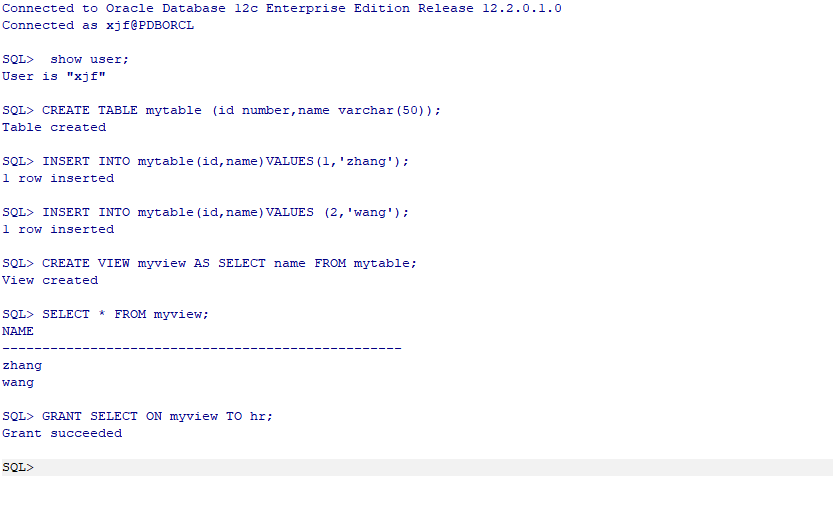 Connected to Oracle Database 12c Enterprise Edition Release 12.2.0.1.0
Connected as xjf@PDBORCL
SQL>  show user;
User is "xjf"
SQL> CREATE TABLE mytable (id number,name varchar(50));
Table created
SQL> INSERT INTO mytable(id,name)VALUES(1,'zhang');
1 row inserted
SQL> INSERT INTO mytable(id,name)VALUES (2,'wang');
1 row inserted
SQL> CREATE VIEW myview AS SELECT name FROM mytable;
View created
SQL> SELECT * FROM myview;
NAME
--------------------------------------------------
zhang
wang
SQL> GRANT SELECT ON myview TO hr;
Grant succeeded
SQL>